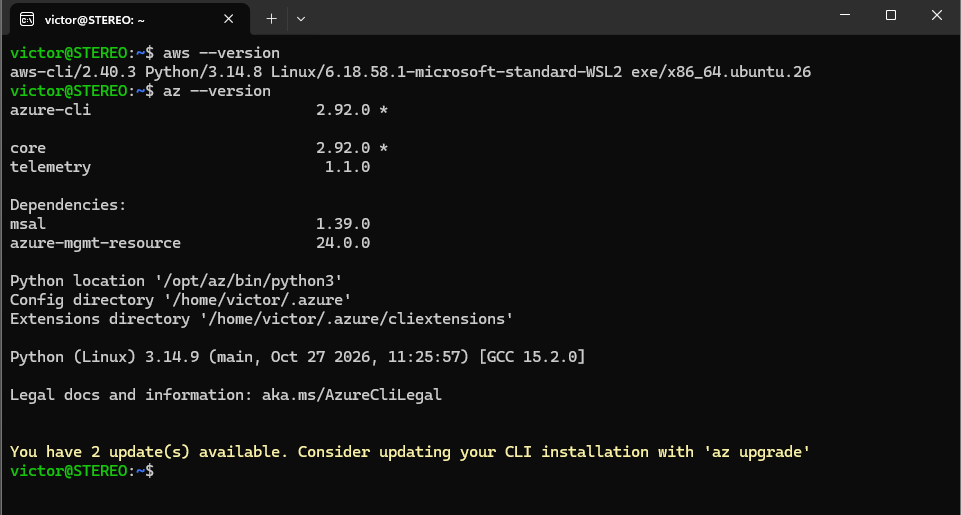 victor@STEREO: ~
victor@STEREO:~$ aws --version
aws-cli/2.40.3 Python/3.14.8 Linux/6.18.58.1-microsoft-standard-WSL2 exe/x86_64.ubuntu.26
victor@STEREO:~$ az --version
azure-cli                         2.92.0 *

core                              2.92.0 *
telemetry                          1.1.0

Dependencies:
msal                              1.39.0
azure-mgmt-resource               24.0.0

Python location '/opt/az/bin/python3'
Config directory '/home/victor/.azure'
Extensions directory '/home/victor/.azure/cliextensions'

Python (Linux) 3.14.9 (main, Oct 27 2026, 11:25:57) [GCC 15.2.0]

Legal docs and information: aka.ms/AzureCliLegal


You have 2 update(s) available. Consider updating your CLI installation with 'az upgrade'
victor@STEREO:~$